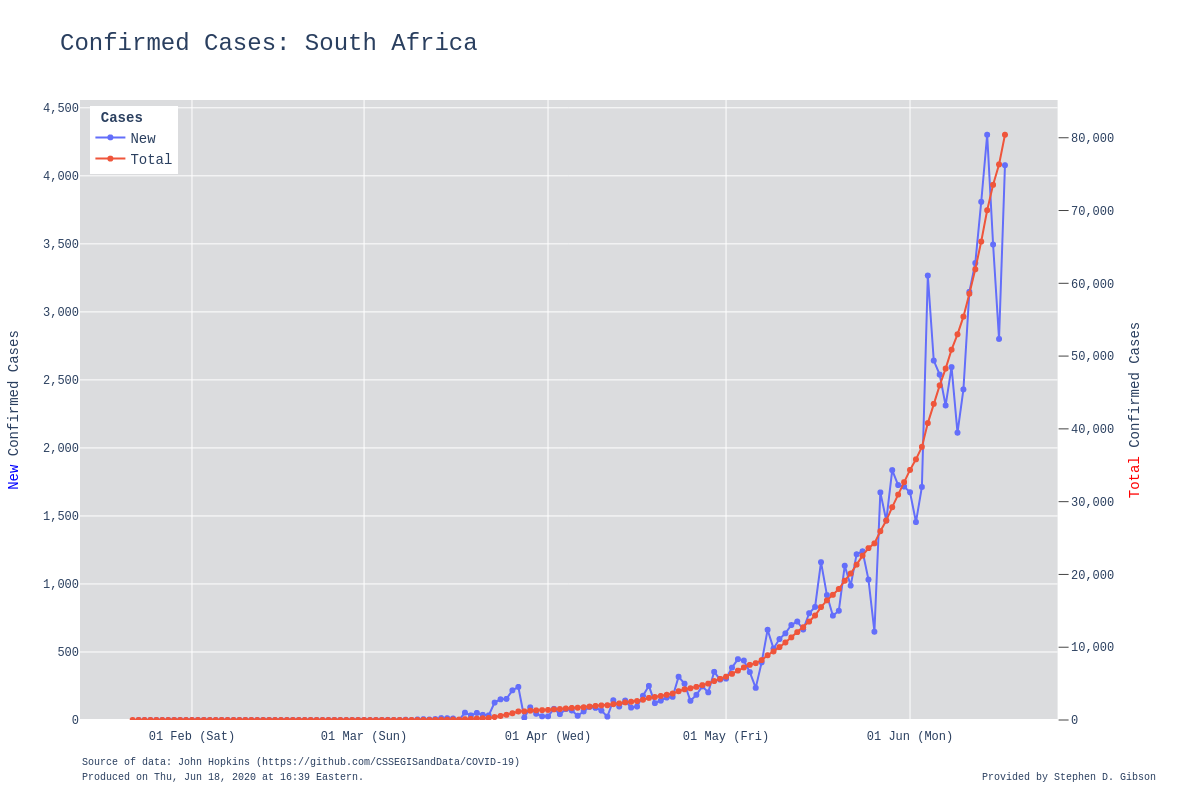 Confirmed Cases: South Africa
Cases
New
Total
4,500
4,000
3,500
3,000
2,500
2,000
1,500
1,000
500
0
New Confirmed Cases
80,000
70,000
60,000
50,000
40,000
30,000
20,000
10,000
0
Total Confirmed Cases
01 Feb (Sat) 01 Mar (Sun) 01 Apr (Wed) 01 May (Fri) 01 Jun (Mon)
Source of data: John Hopkins (https://github.com/CSSEGISandData/COVID-19)
Produced on Thu, Jun 18, 2020 at 16:39 Eastern.
Provided by Stephen D. Gibson